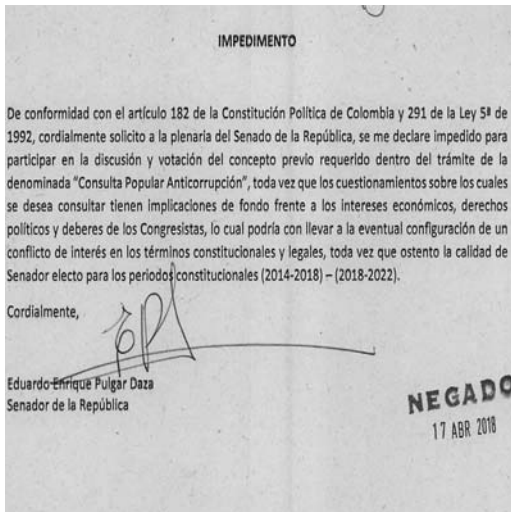 IMPEDIMENTO
De conformidad con el artículo 182 de la Constitución Política de Colombia y 291 de la Ley 5ª de
1992, cordialmente solicito a la plenaria del Senado de la República, se me declare impedido para
participar en la discusión y votación del concepto previo requerido dentro del trámite de la
denominada “Consulta Popular Anticorrupción”, toda vez que los cuestionamientos sobre los cuales
se desea consultar tienen implicaciones de fondo frente a los intereses económicos, derechos
políticos y deberes de los Congresistas, lo cual podría con llevar a la eventual configuración de un
conflicto de interés en los términos constitucionales y legales, toda vez que ostento la calidad de
Senador electo para los periodos constitucionales (2014-2018) – (2018-2022).
Cordialmente,
Eduardo Enrique Pulgar Daza
Senador de la República
NEGADO
17 ABR 2018